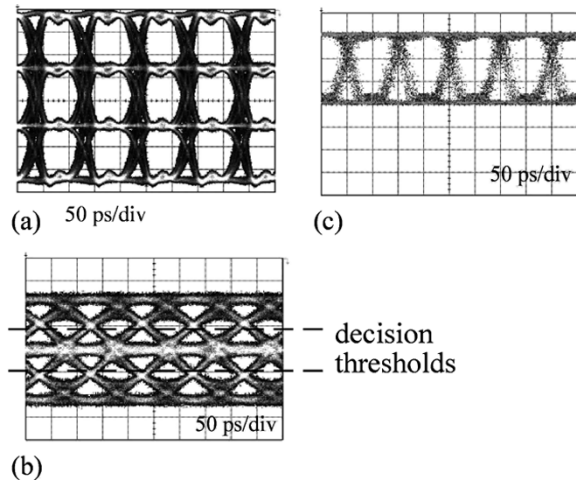 (a) 50 ps/div
50 ps/div
(c)
decision
thresholds
50 ps/div
(b)